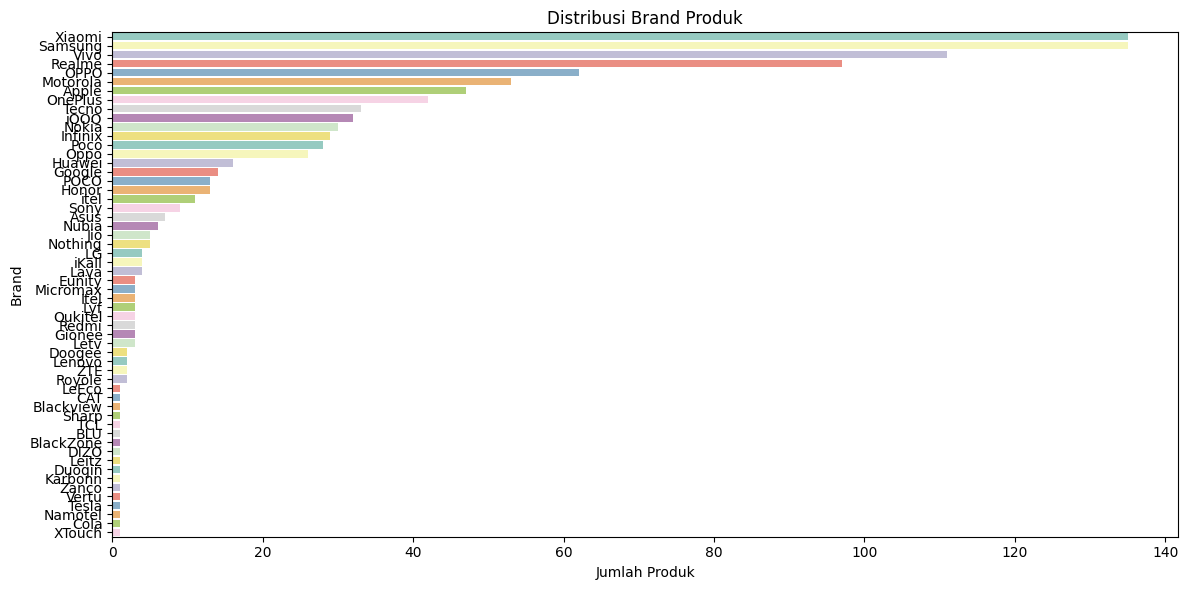 Distribusi Brand Produk
Xiaomi
Samsung
Vivo
Realme
OPPO
Motorola
Apple
OnePlus
Tecno
iQOO
Nokia
Infinix
Poco
Oppo
Huawei
Google
POCO
Honor
itel
Sony
Asus
Nubia
Jio
Nothing
LG
iKall
Lava
Eunity
Micromax
Itel
Lyf
Oukitel
Redmi
Gionee
Letv
Doogee
Lenovo
ZTE
Royole
LeEco
CAT
Blackview
Sharp
TCL
BLU
BlackZone
DIZO
Leitz
Duoqin
Karbonn
Zanco
Vertu
Tesla
Namotel
Cola
XTouch
Brand
0 20 40 60 80 100 120 140
Jumlah Produk